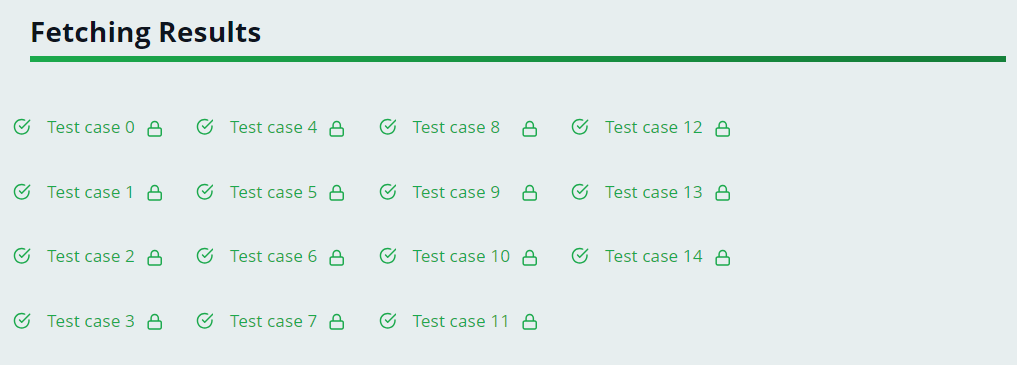 Fetching Results
Test case 0 Test case 4 Test case 8 Test case 12
Test case 1 Test case 5 Test case 9 Test case 13
Test case 2 Test case 6 Test case 10 Test case 14
Test case 3 Test case 7 Test case 11